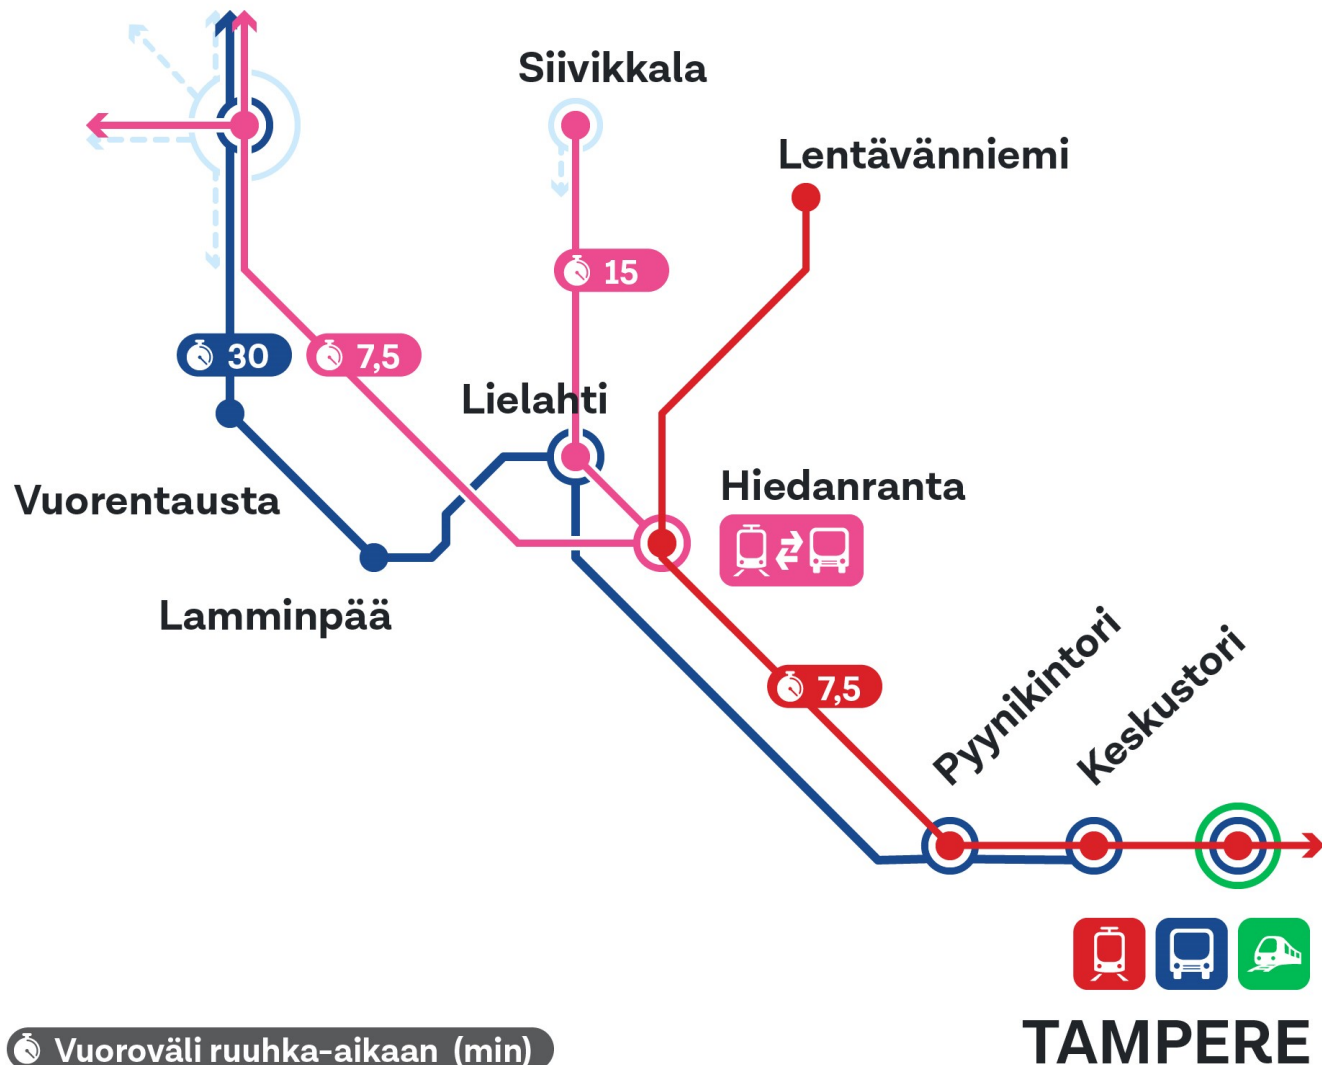 Siivikkala
Lentävänniemi
15
30
7,5
Lielahti
Hiedanranta
Vuorentausta
Lamminpää
7,5
Pyynikintori
Keskustori
TAMPERE
Vuoroväli ruuhka-aikaan (min)